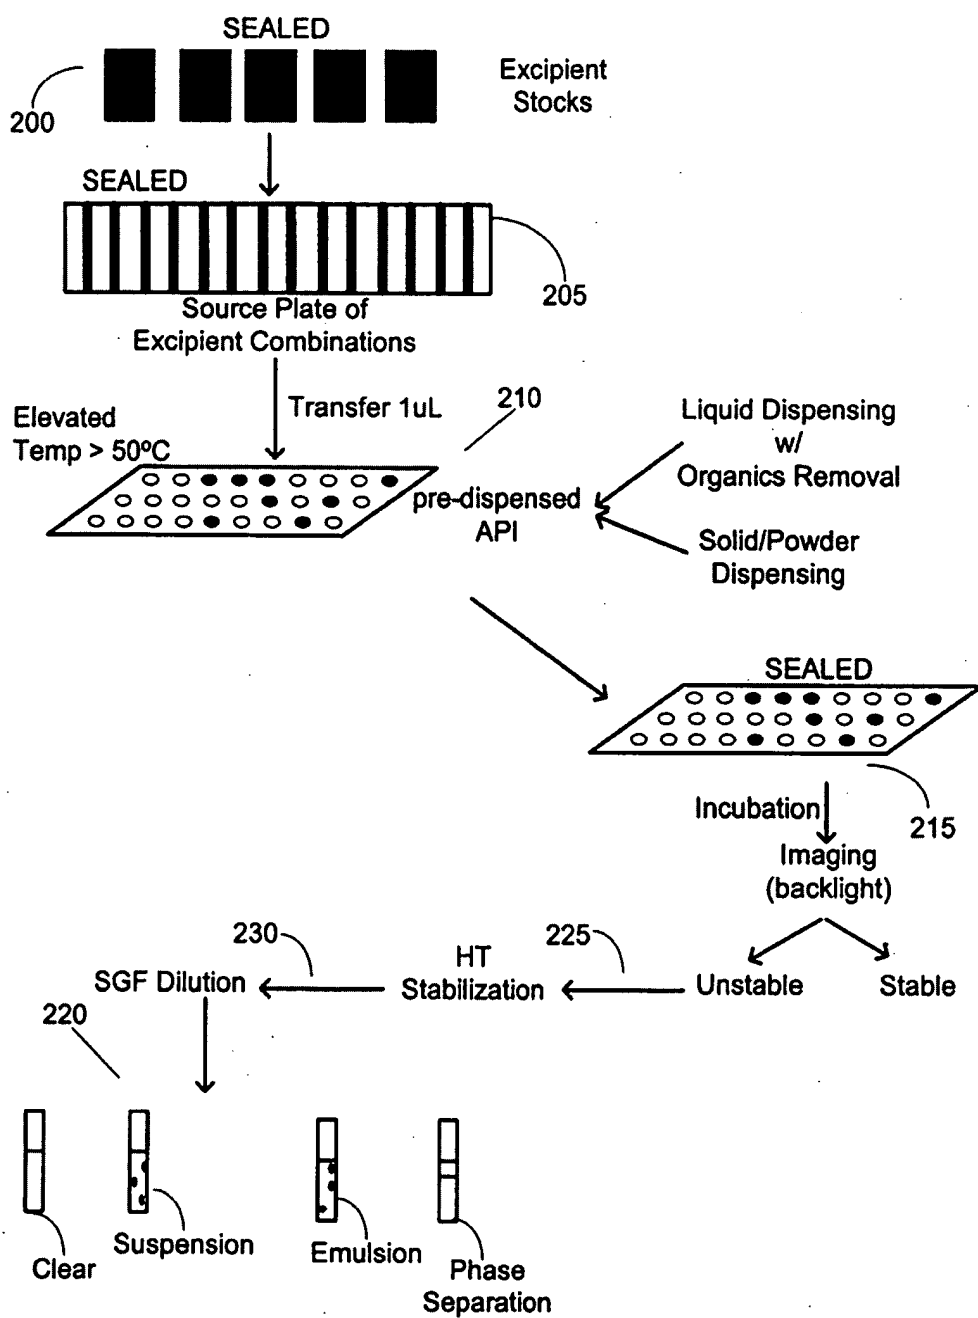 SEALED
Excipient
Stocks
200
SEALED
205
Source Plate of
Excipient Combinations
Transfer 1uL
210
Elevated
Temp > 50ºC
Liquid Dispensing
w/
Organics Removal
pre-dispensed
API
Solid/Powder
Dispensing
SEALED
Incubation
215
Imaging
(backlight)
230
225
HT
Stabilization
SGF Dilution
Unstable
Stable
220
Clear
Suspension
Emulsion
Phase
Separation